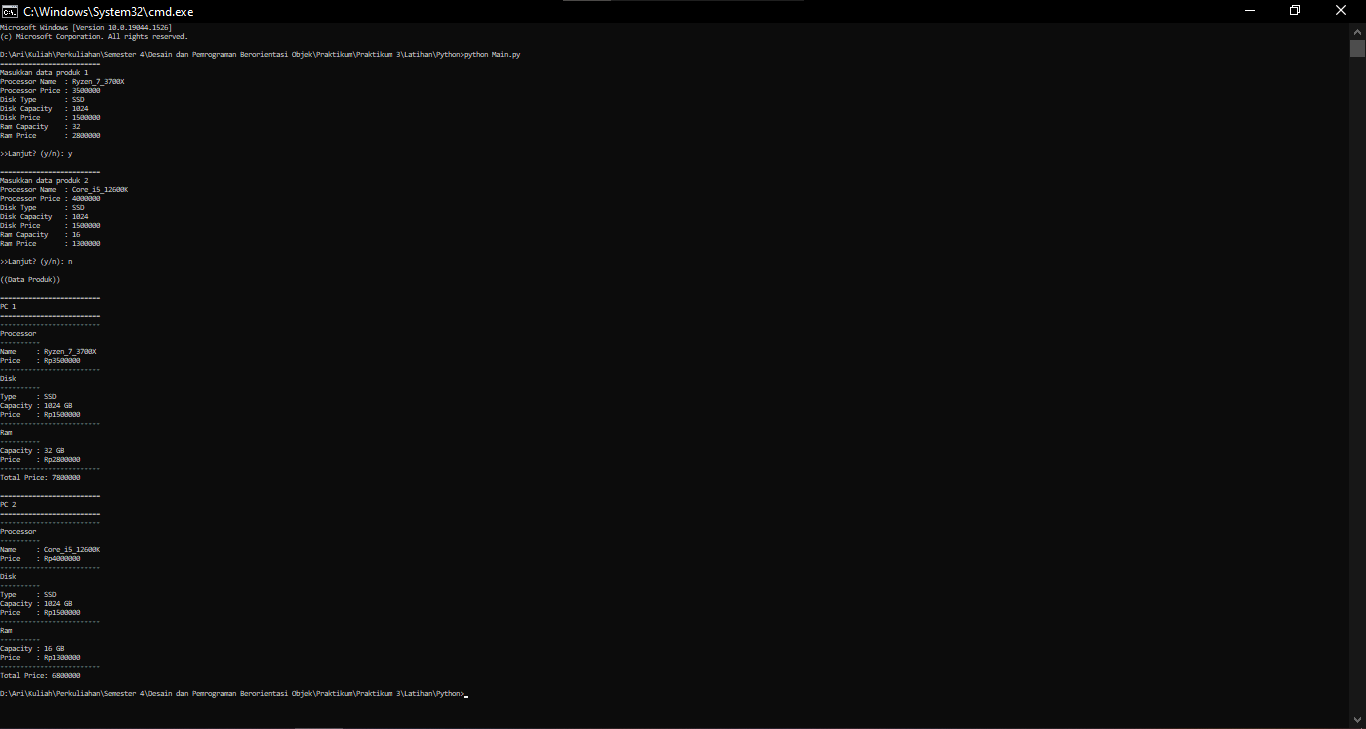 C:\Windows\System32\cmd.exe
Microsoft Windows [Version 10.0.19044.1526]
(c) Microsoft Corporation. All rights reserved.
D:\Ari\Kuliah\Perkuliahan\Semester 4\Desain dan Pemrograman Berorientasi Objek\Praktikum\Praktikum 3\Latihan\Python>python Main.py
=========================
Masukkan data produk 1
Processor Name  : Ryzen_7_3700X
Processor Price : 3500000
Disk Type       : SSD
Disk Capacity   : 1024
Disk Price      : 1500000
Ram Capacity    : 32
Ram Price       : 2800000
>>Lanjut? (y/n): y
=========================
Masukkan data produk 2
Processor Name  : Core_i5_12600K
Processor Price : 4000000
Disk Type       : SSD
Disk Capacity   : 1024
Disk Price      : 1500000
Ram Capacity    : 16
Ram Price       : 1300000
>>Lanjut? (y/n): n
((Data Produk))
=========================
PC 1
=========================
-------------------------
Processor
----------
Name     : Ryzen_7_3700X
Price    : Rp3500000
-------------------------
Disk
----------
Type     : SSD
Capacity : 1024 GB
Price    : Rp1500000
-------------------------
Ram
----------
Capacity : 32 GB
Price    : Rp2800000
-------------------------
Total Price: 7800000
=========================
PC 2
=========================
-------------------------
Processor
----------
Name     : Core_i5_12600K
Price    : Rp4000000
-------------------------
Disk
----------
Type     : SSD
Capacity : 1024 GB
Price    : Rp1500000
-------------------------
Ram
----------
Capacity : 16 GB
Price    : Rp1300000
-------------------------
Total Price: 6800000
D:\Ari\Kuliah\Perkuliahan\Semester 4\Desain dan Pemrograman Berorientasi Objek\Praktikum\Praktikum 3\Latihan\Python>